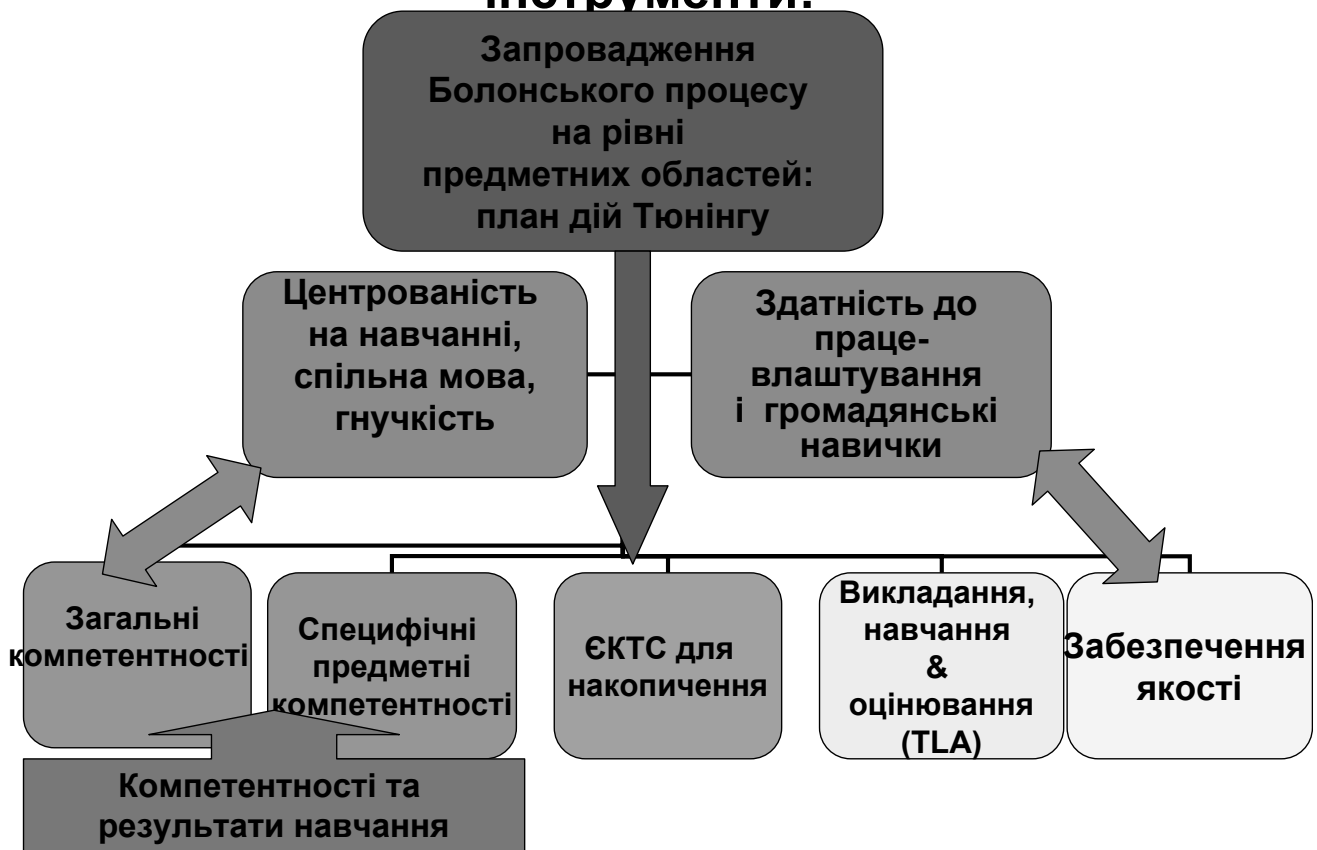 інструменти:
Запровадження
Болонського процесу
на рівні
предметних областей:
план дій Тюнінгу
Центрованість
на навчанні,
спільна мова,
гнучкість
Здатність до
праце-
влаштування
і громадянські
навички
Загальні
компетентності
Специфічні
предметні
компетентності
ЄКТС для
накопичення
Викладання,
навчання
&
оцінювання
(TLA)
Забезпечення
якості
Компетентності та
результати навчання